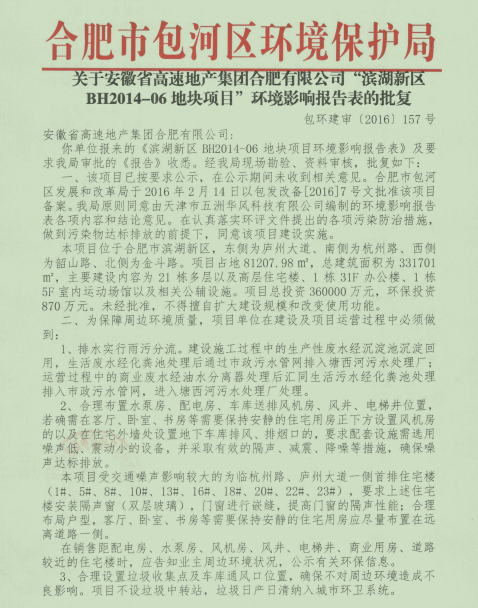 合肥市包河区环境保护局
关于安徽省高速地产集团合肥有限公司“滨湖新区
BH2014-06 地块项目”环境影响报告表的批复
包环建审〔2016〕157 号
安徽省高速地产集团合肥有限公司:
你单位报来的《滨湖新区 BH2014-06 地块项目环境影响报告表》及要
求我局审批的《报告》收悉。经我局现场勘验、资料审核，批复如下：
一、该项目已按要求公示，在公示期间未收到相关意见。合肥市包河
区发展和改革局于 2016 年 2 月 14 日以包发改备[2016]7 号文批准该项目
备案。我局原则同意由天津市五洲华风科技有限公司编制的环境影响报告
表各项内容和结论意见。在认真落实环评文件提出的各项污染防治措施，
做到污染物达标排放的前提下，同意该项目建设实施。
本项目位于合肥市滨湖新区，东侧为庐州大道、南侧为杭州路、西侧
为韶山路、北侧为金斗路。项目占地 81207.98㎡，总建筑面积为 331701
㎡，主要建设内容为 21 栋多层以及高层住宅楼、1 栋 31F 办公楼、1 栋
5F 室内运动场馆以及相关公辅设施。项目总投资 360000 万元，环保投资
870 万元。未经批准，不得擅自扩大建设规模和改变使用功能。
二、为保障周边环境质量，项目单位在建设及项目运营过程中必须做
到：
1、排水实行雨污分流。建设施工过程中的生产性废水经沉淀池沉淀回
用，生活废水经化粪池处理后通过市政污水管网排入塘西河污水处理厂；
运营过程中的商业废水经油水分离器处理后汇同生活污水经化粪池处理
排入市政污水管网，进入塘西河污水处理厂处理。
2、合理布置水泵房、配电房、车库送排风机房、风井、电梯井位置，
若确需在客厅、卧室、书房等需要保持安静的住宅用房正下方设置风机房
的以及在住宅外墙处设置地下车库排风、排烟口的，要求配套设施需选用
噪声低、震动小的设备，并采取有效的隔声、减震、降噪等措施，确保噪
声达标排放。
本项目受交通噪声影响较大的为临杭州路、庐州大道一侧首排住宅楼
（1#、5#、8#、10#、13#、16#、18#、20#、22#、23#），要求上述住宅
楼安装隔声窗（双层玻璃），门窗进行嵌缝，提高门窗的隔声性能；合理
布局户型，客厅、卧室、书房等需要保持安静的住宅用房应尽量布置在远
离道路一侧。
在销售距配电房、水泵房、风机房、风井、电梯井、商业用房、道路
较近的住宅楼时，应告知业主周边环境状况，公示有关环保信息。
3、合理设置垃圾收集点及车库通风口位置，确保不对周边环境造成不
良影响。项目不设垃圾中转站，垃圾日产日清纳入城市环卫系统。